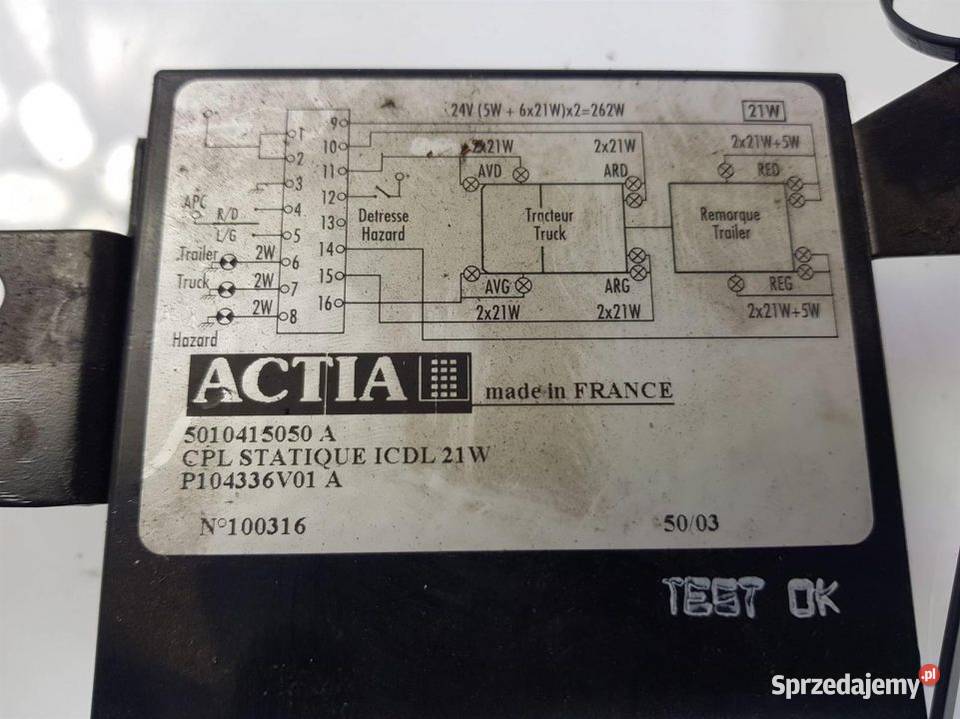 24V (5W + 6x21W)x2=262W 21W
+
1
2
3
4
5
6
7
8
9
10
11
12
13
14
15
16
APC
R/D
L/G
Trailer 2W
Truck 2W
2W
Hazard
+
Detresse
Hazard
2x21W 2x21W 2x21W+5W
AVD ARD RED
Tracteur
Truck
Remorque
Trailer
AVG ARG REG
2x21W 2x21W 2x21W+5W
ACTIA made in FRANCE
5010415050 A
CPL STATIQUE ICDL 21W
P104336V01 A
N°100316 50/03
TEST OK
Sprzedajemy.pl